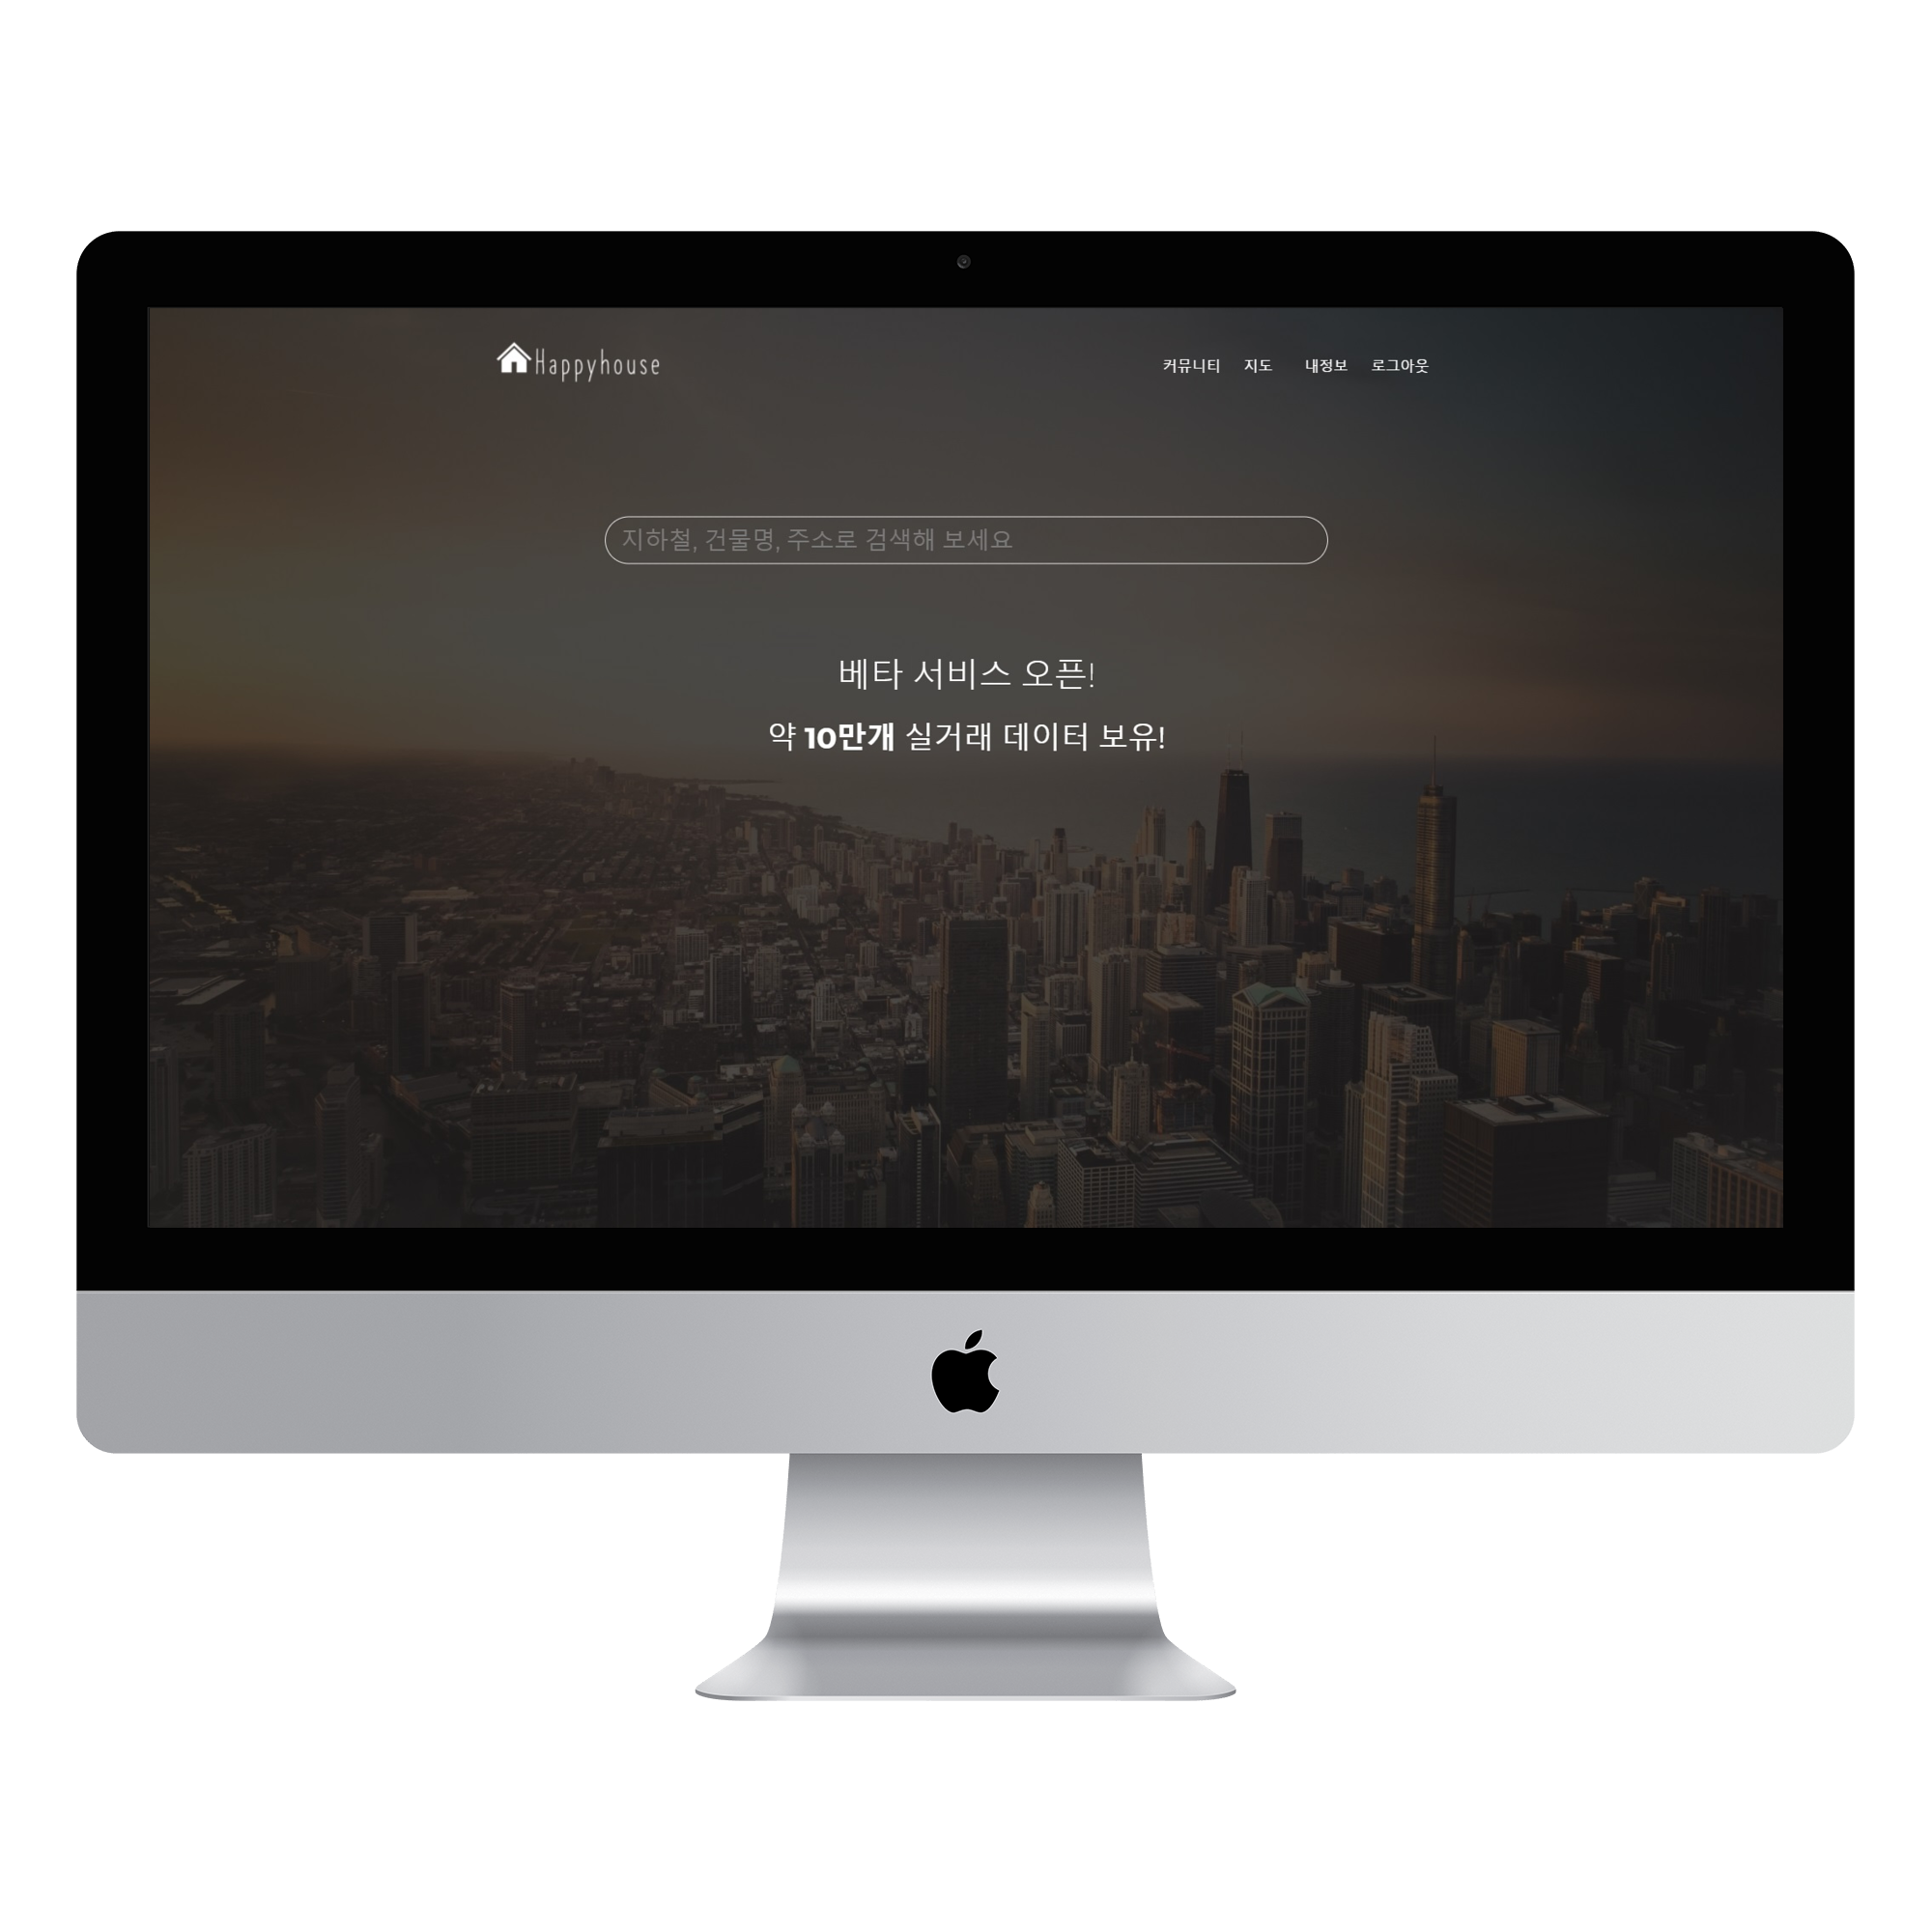 Happyhouse
커뮤니티 지도 내정보 로그아웃
지하철, 건물명, 주소로 검색해 보세요
베타 서비스 오픈!
약 10만개 실거래 데이터 보유!